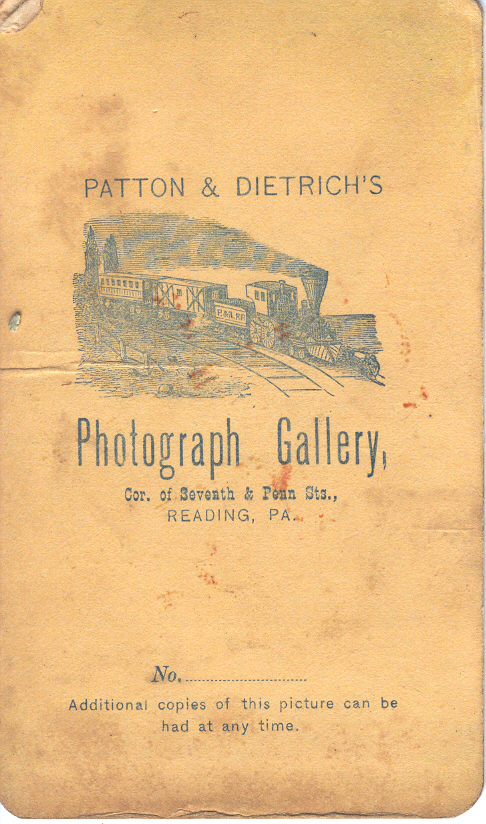 PATTON & DIETRICH'S
Photograph Gallery,
Cor. of Seventh & Penn Sts.,
READING, PA.
No.
Additional copies of this picture can be
had at any time.